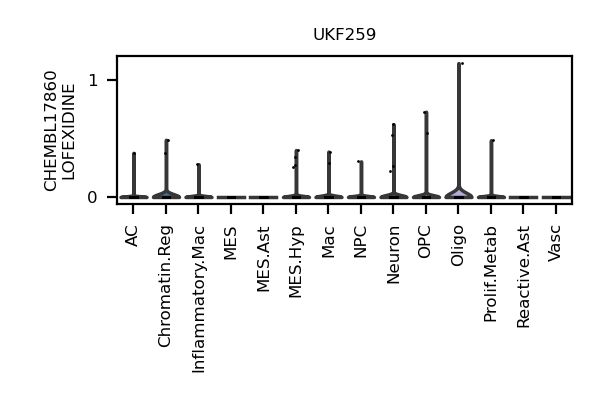 UKF259
CHEMBL17860
LOFEXIDINE
1
0
AC
Chromatin.Reg
Inflammatory.Mac
MES
MES.Ast
MES.Hyp
Mac
NPC
Neuron
OPC
Oligo
Prolif.Metab
Reactive.Ast
Vasc